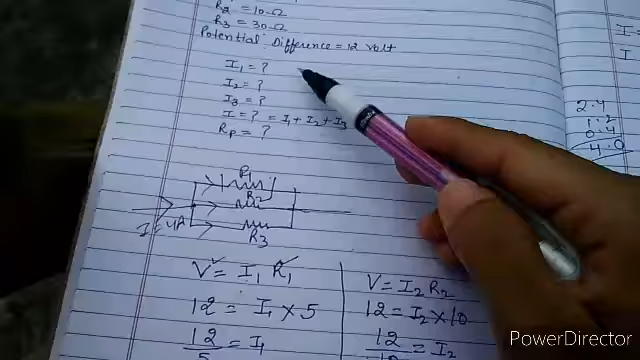 R2 = 10 Ω
R3 = 30 Ω
Potential Difference = 12 volt
I1 = ?
I2 = ?
I3 = ?
I = ? = I1 + I2 + I3
Rp = ?
R1
R2
R3
I = 4A
V = I1 R1
12 = I1 × 5
12/5 = I1
V = I2 R2
12 = I2 × 10
12 = I2
I =
I
2.4
1.2
0.4
4.0
PowerDirector